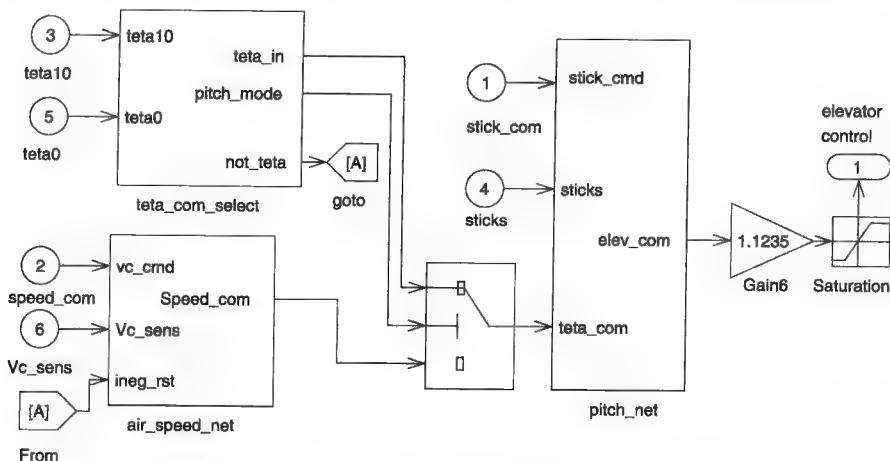 3
teta10
teta10
5
teta0
teta0
teta_in
pitch_mode
not_teta
teta_com_select
[A]
goto
2
speed_com
vc_cmd
6
Vc_sens
Vc_sens
ineg_rst
Speed_com
[A]
From
air_speed_net
1
stick_com
stick_cmd
4
sticks
sticks
elev_com
teta_com
pitch_net
1.1235
Gain6
elevator
control
1
Saturation